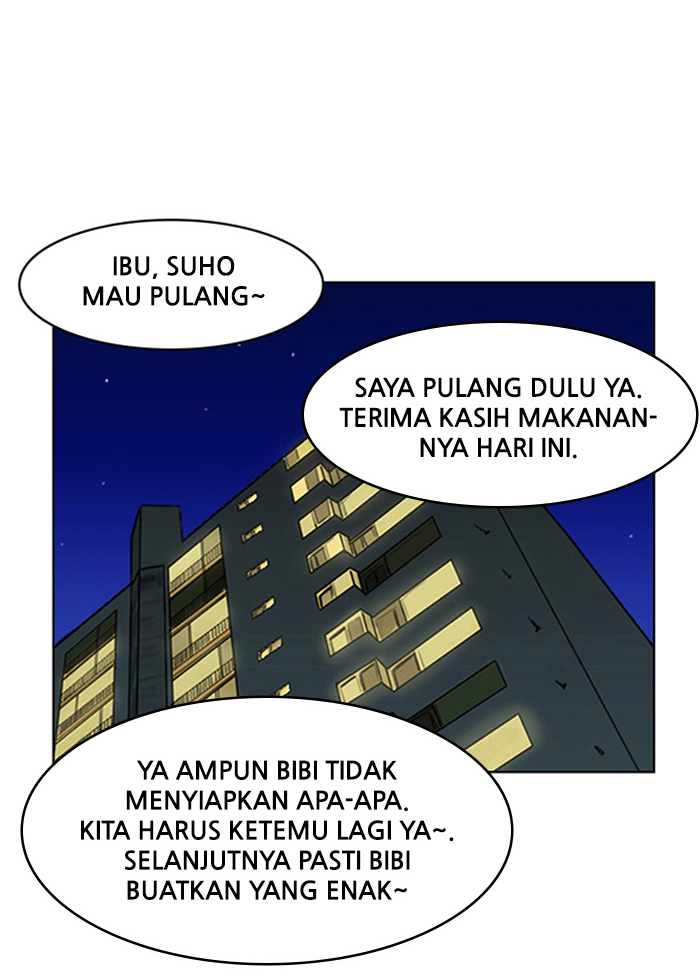 IBU, SUHO
MAU PULANG~
SAYA PULANG DULU YA.
TERIMA KASIH MAKANAN-
NYA HARI INI.
YA AMPUN BIBI TIDAK
MENYIAPKAN APA-APA.
KITA HARUS KETEMU LAGI YA~.
SELANJUTNYA PASTI BIBI
BUATKAN YANG ENAK~